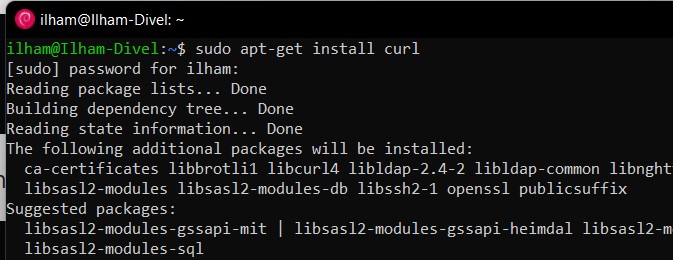 ilham@Ilham-Divel: ~
ilham@Ilham-Divel:~$ sudo apt-get install curl
[sudo] password for ilham:
Reading package lists... Done
Building dependency tree... Done
Reading state information... Done
The following additional packages will be installed:
ca-certificates libbrotli1 libcurl4 libldap-2.4-2 libldap-common libnght
libsasl2-modules libsasl2-modules-db libssh2-1 openssl publicsuffix
Suggested packages:
libsasl2-modules-gssapi-mit | libsasl2-modules-gssapi-heimdal libsasl2-m
libsasl2-modules-sql